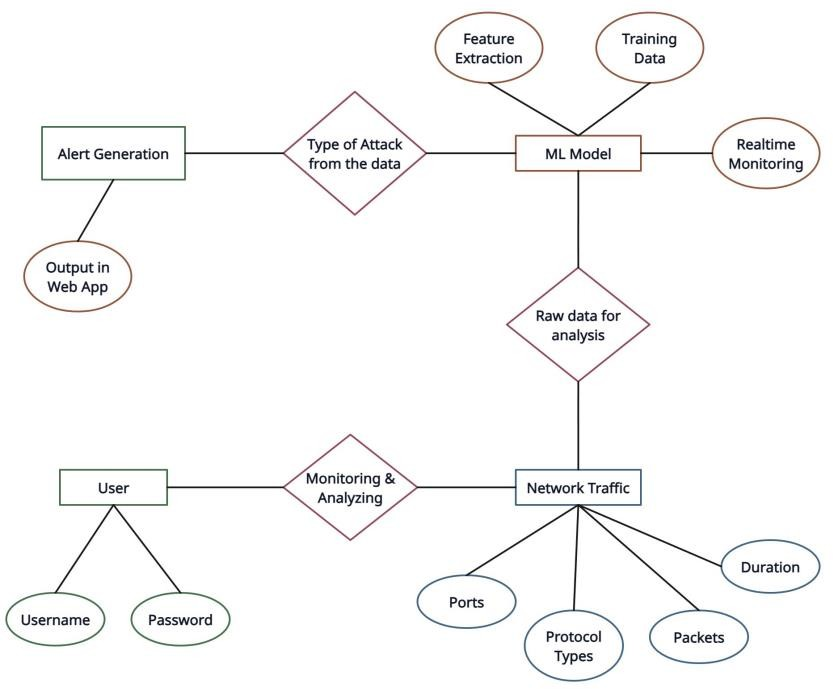 Feature
Extraction
Training
Data
Alert Generation
Type of Attack
from the data
ML Model
Realtime
Monitoring
Output in
Web App
Raw data for
analysis
User
Monitoring &
Analyzing
Network Traffic
Username
Password
Ports
Protocol
Types
Packets
Duration